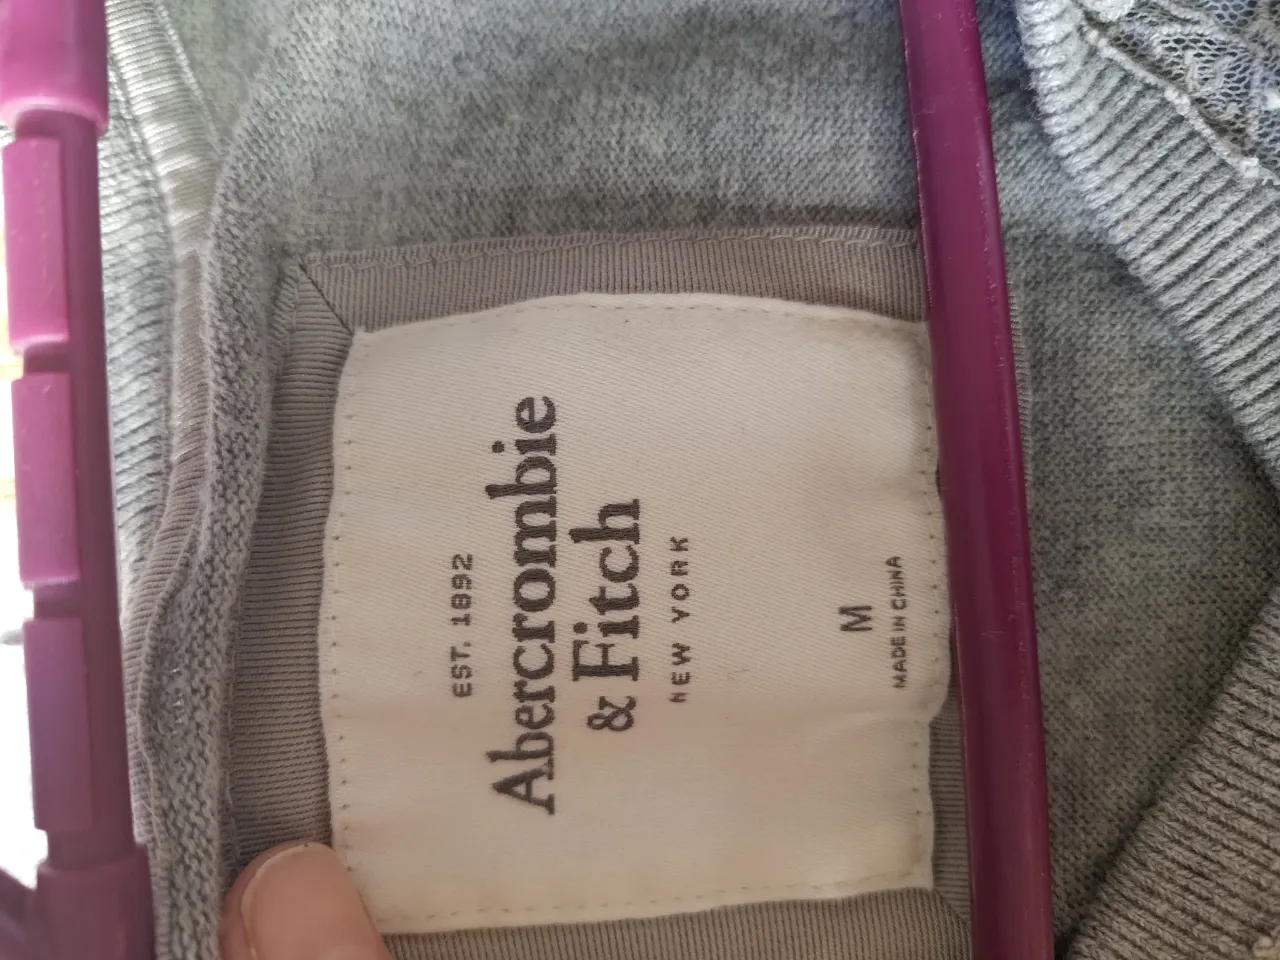 EST. 1892
Abercrombie
& Fitch
NEW YORK
M
MADE IN CHINA